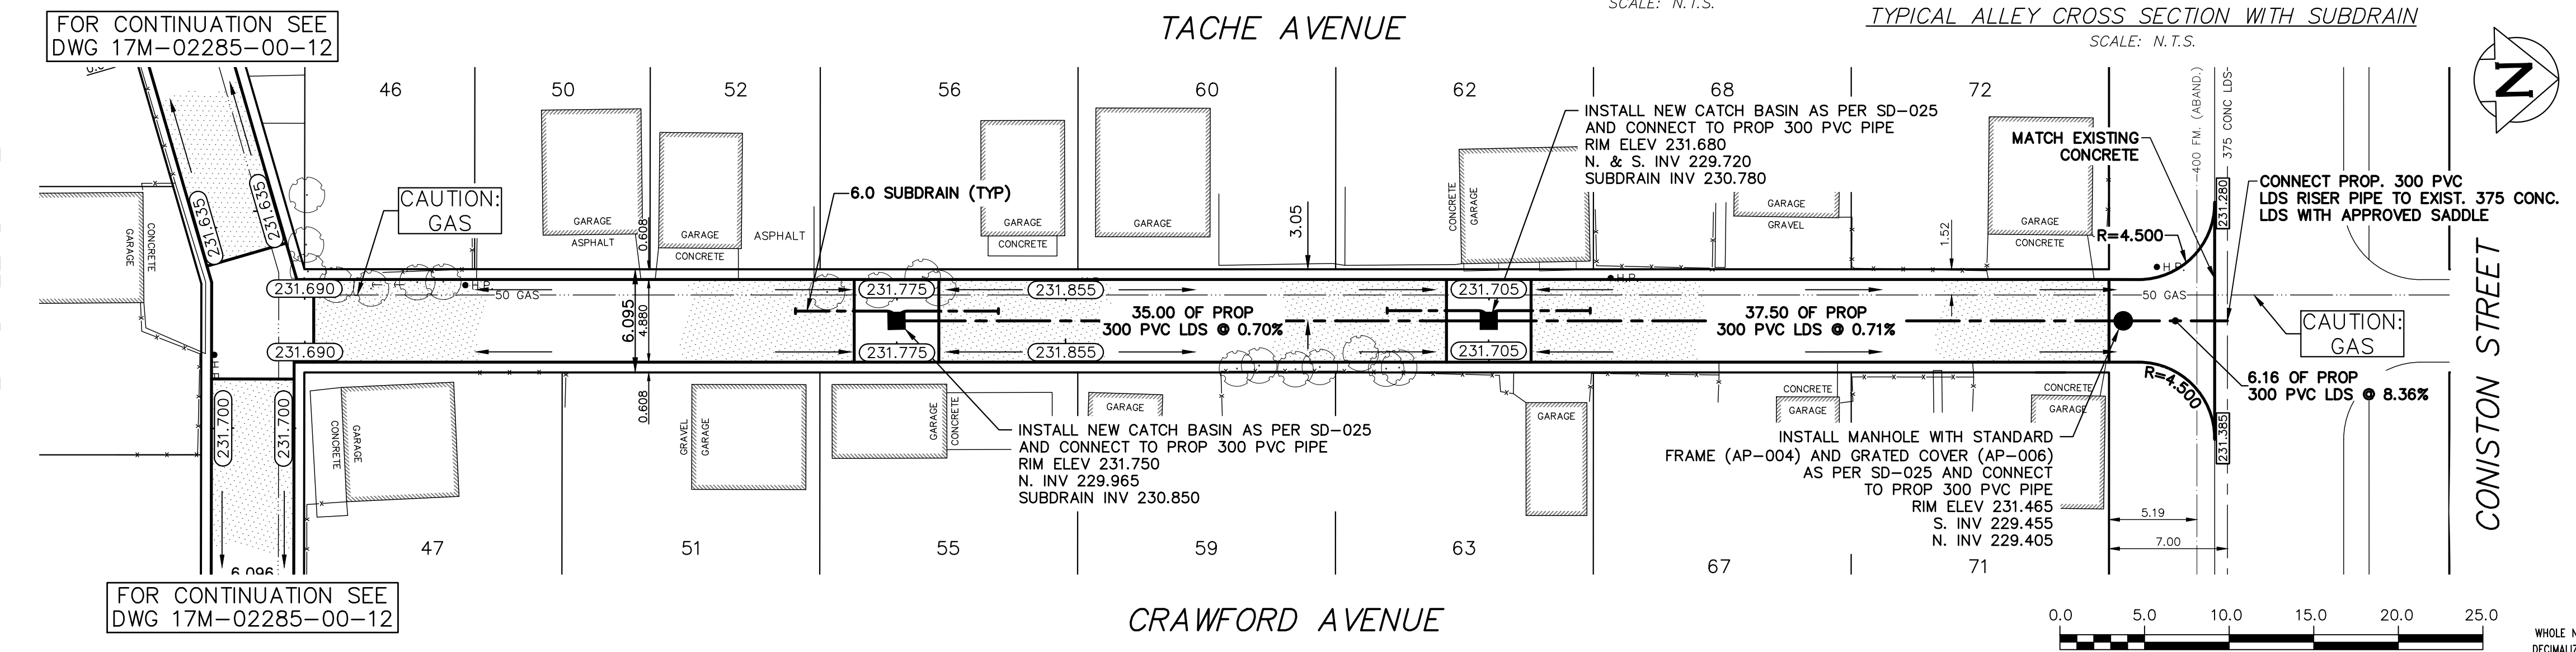 SCALE: N.T.S.
FOR CONTINUATION SEE
DWG 17M-02285-00-12
TACHE AVENUE
TYPICAL ALLEY CROSS SECTION WITH SUBDRAIN
SCALE: N.T.S.
N
46
50
52
56
60
62
68
72
400 FM. (ABAND.)
375 CONC LDS
INSTALL NEW CATCH BASIN AS PER SD-025
AND CONNECT TO PROP 300 PVC PIPE
RIM ELEV 231.680
N. & S. INV 229.720
SUBDRAIN INV 230.780
MATCH EXISTING
CONCRETE
CONNECT PROP. 300 PVC
LDS RISER PIPE TO EXIST. 375 CONC.
LDS WITH APPROVED SADDLE
231.280
R=4.500
CAUTION:
GAS
6.0 SUBDRAIN (TYP)
231.635
231.635
GARAGE
CONCRETE
GARAGE
ASPHALT
0.608
GARAGE
CONCRETE
ASPHALT
GARAGE
CONCRETE
GARAGE
3.05
CONCRETE
GARAGE
GARAGE
GRAVEL
1.52
GARAGE
CONCRETE
H.P.
231.690
H.P.
50 GAS
6.095
4.880
231.775
231.855
231.705
H.P.
50 GAS
35.00 OF PROP
300 PVC LDS @ 0.70%
37.50 OF PROP
300 PVC LDS @ 0.71%
231.690
231.775
231.855
231.705
CAUTION:
GAS
CONISTON STREET
6.16 OF PROP
300 PVC LDS @ 8.36%
R=4.500
231.385
231.700
231.700
CONCRETE
GARAGE
0.608
GRAVEL
GARAGE
GARAGE
CONCRETE
GARAGE
GARAGE
CONCRETE
GARAGE
CONCRETE
GARAGE
INSTALL NEW CATCH BASIN AS PER SD-025
AND CONNECT TO PROP 300 PVC PIPE
RIM ELEV 231.750
N. INV 229.965
SUBDRAIN INV 230.850
INSTALL MANHOLE WITH STANDARD
FRAME (AP-004) AND GRATED COVER (AP-006)
AS PER SD-025 AND CONNECT
TO PROP 300 PVC PIPE
RIM ELEV 231.465
S. INV 229.455
N. INV 229.405
5.19
7.00
47
51
55
59
63
67
71
6.096
FOR CONTINUATION SEE
DWG 17M-02285-00-12
CRAWFORD AVENUE
0.0 5.0 10.0 15.0 20.0 25.0
WHOLE